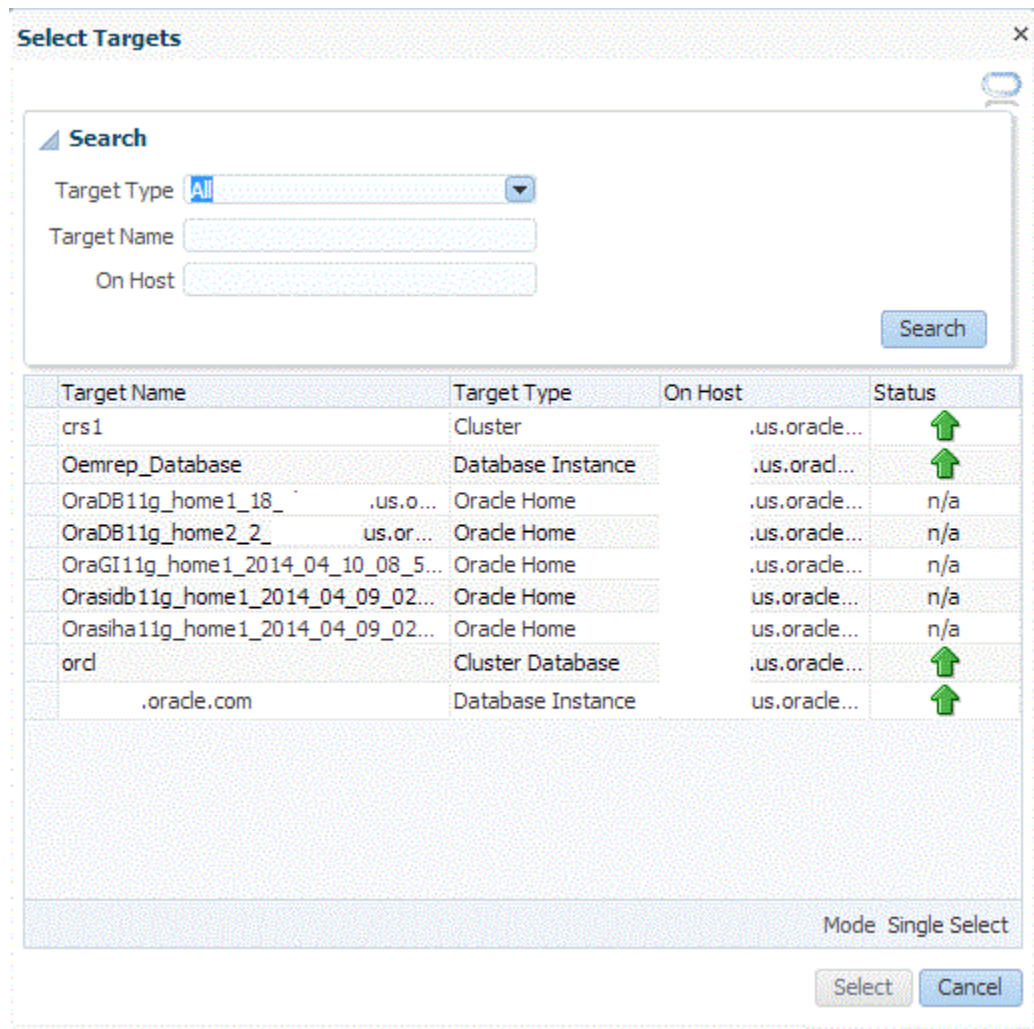 Select Targets
Search
Target Type All
Target Name
On Host
Search
Target Name Target Type On Host Status
crs1 Cluster .us.oracle...
Oemrep_Database Database Instance .us.oracl...
OraDB11g_home1_18_ .us.o... Oracle Home .us.oracle... n/a
OraDB11g_home2_2_ us.or... Oracle Home .us.oracle... n/a
OraGI11g_home1_2014_04_10_08_5... Oracle Home .us.oracle... n/a
Orasidb11g_home1_2014_04_09_02... Oracle Home us.oracle... n/a
Orasiha11g_home1_2014_04_09_02... Oracle Home us.oracle... n/a
orcl Cluster Database .us.oracle...
.oracle.com Database Instance us.oracle...
Mode Single Select
Select Cancel